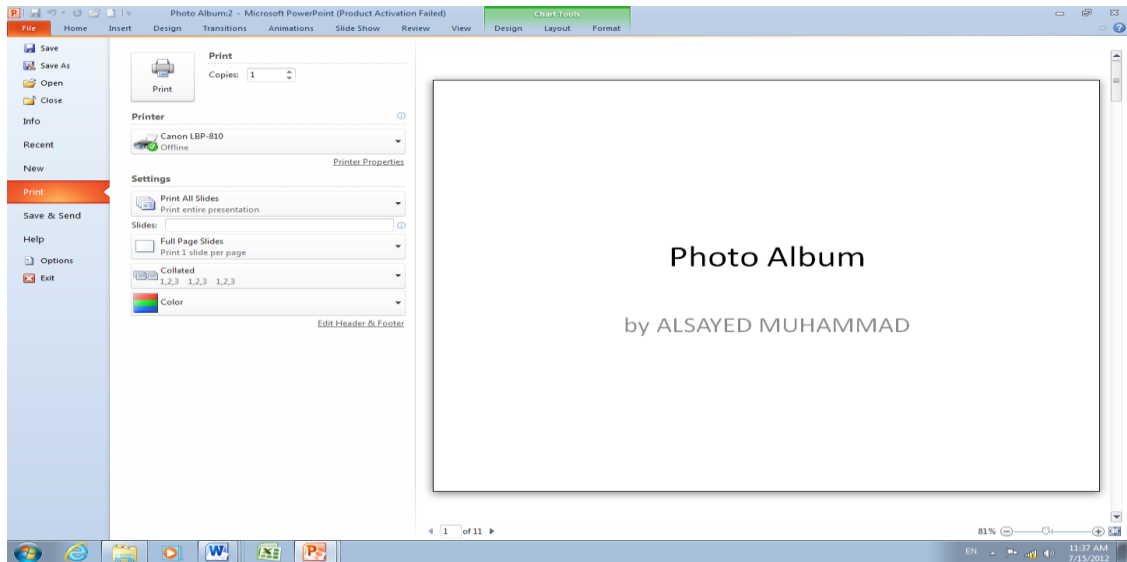 Photo Album:2 - Microsoft PowerPoint (Product Activation Failed)
Chart Tools
File Home Insert Design Transitions Animations Slide Show Review View Design Layout Format
Save
Save As
Open
Close
Info
Recent
New
Print
Save & Send
Help
Options
Exit
Print
Print
Copies: 1
Printer
Canon LBP-810
Offline
Printer Properties
Settings
Print All Slides
Print entire presentation
Slides:
Full Page Slides
Print 1 slide per page
Collated
1,2,3 1,2,3 1,2,3
Color
Edit Header & Footer
Photo Album
by ALSAYED MUHAMMAD
1 of 11
81%
EN
11:37 AM
7/15/2012